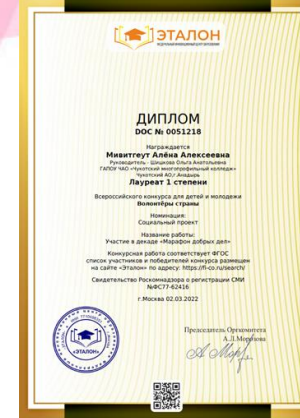 ЭТАЛОН
ДИПЛОМ
DOC № 0051218
Награждается
Мивитгеут Алёна Алексеевна
Руководитель - Шишкова Ольга Анатольевна
ГАПОУ ЧАО «Чукотский многопрофильный колледж»
Чукотский АО,г.Анадырь
Лауреат 1 степени
Всероссийского конкурса для детей и молодежи
Волонтёры страны
Номинация:
Социальный проект
Название работы:
Участие в декаде «Марафон добрых дел»
Конкурсная работа соответствует ФГОС
список участников и победителей конкурса размещен
на сайте «Эталон» по адресу: https://fi-co.ru/search/
Свидетельство Роскомнадзора о регистрации СМИ
№ФС77-62416
г.Москва 02.03.2022
Председатель Оргкомитета
А.Л.Морозова
«ЭТАЛОН»